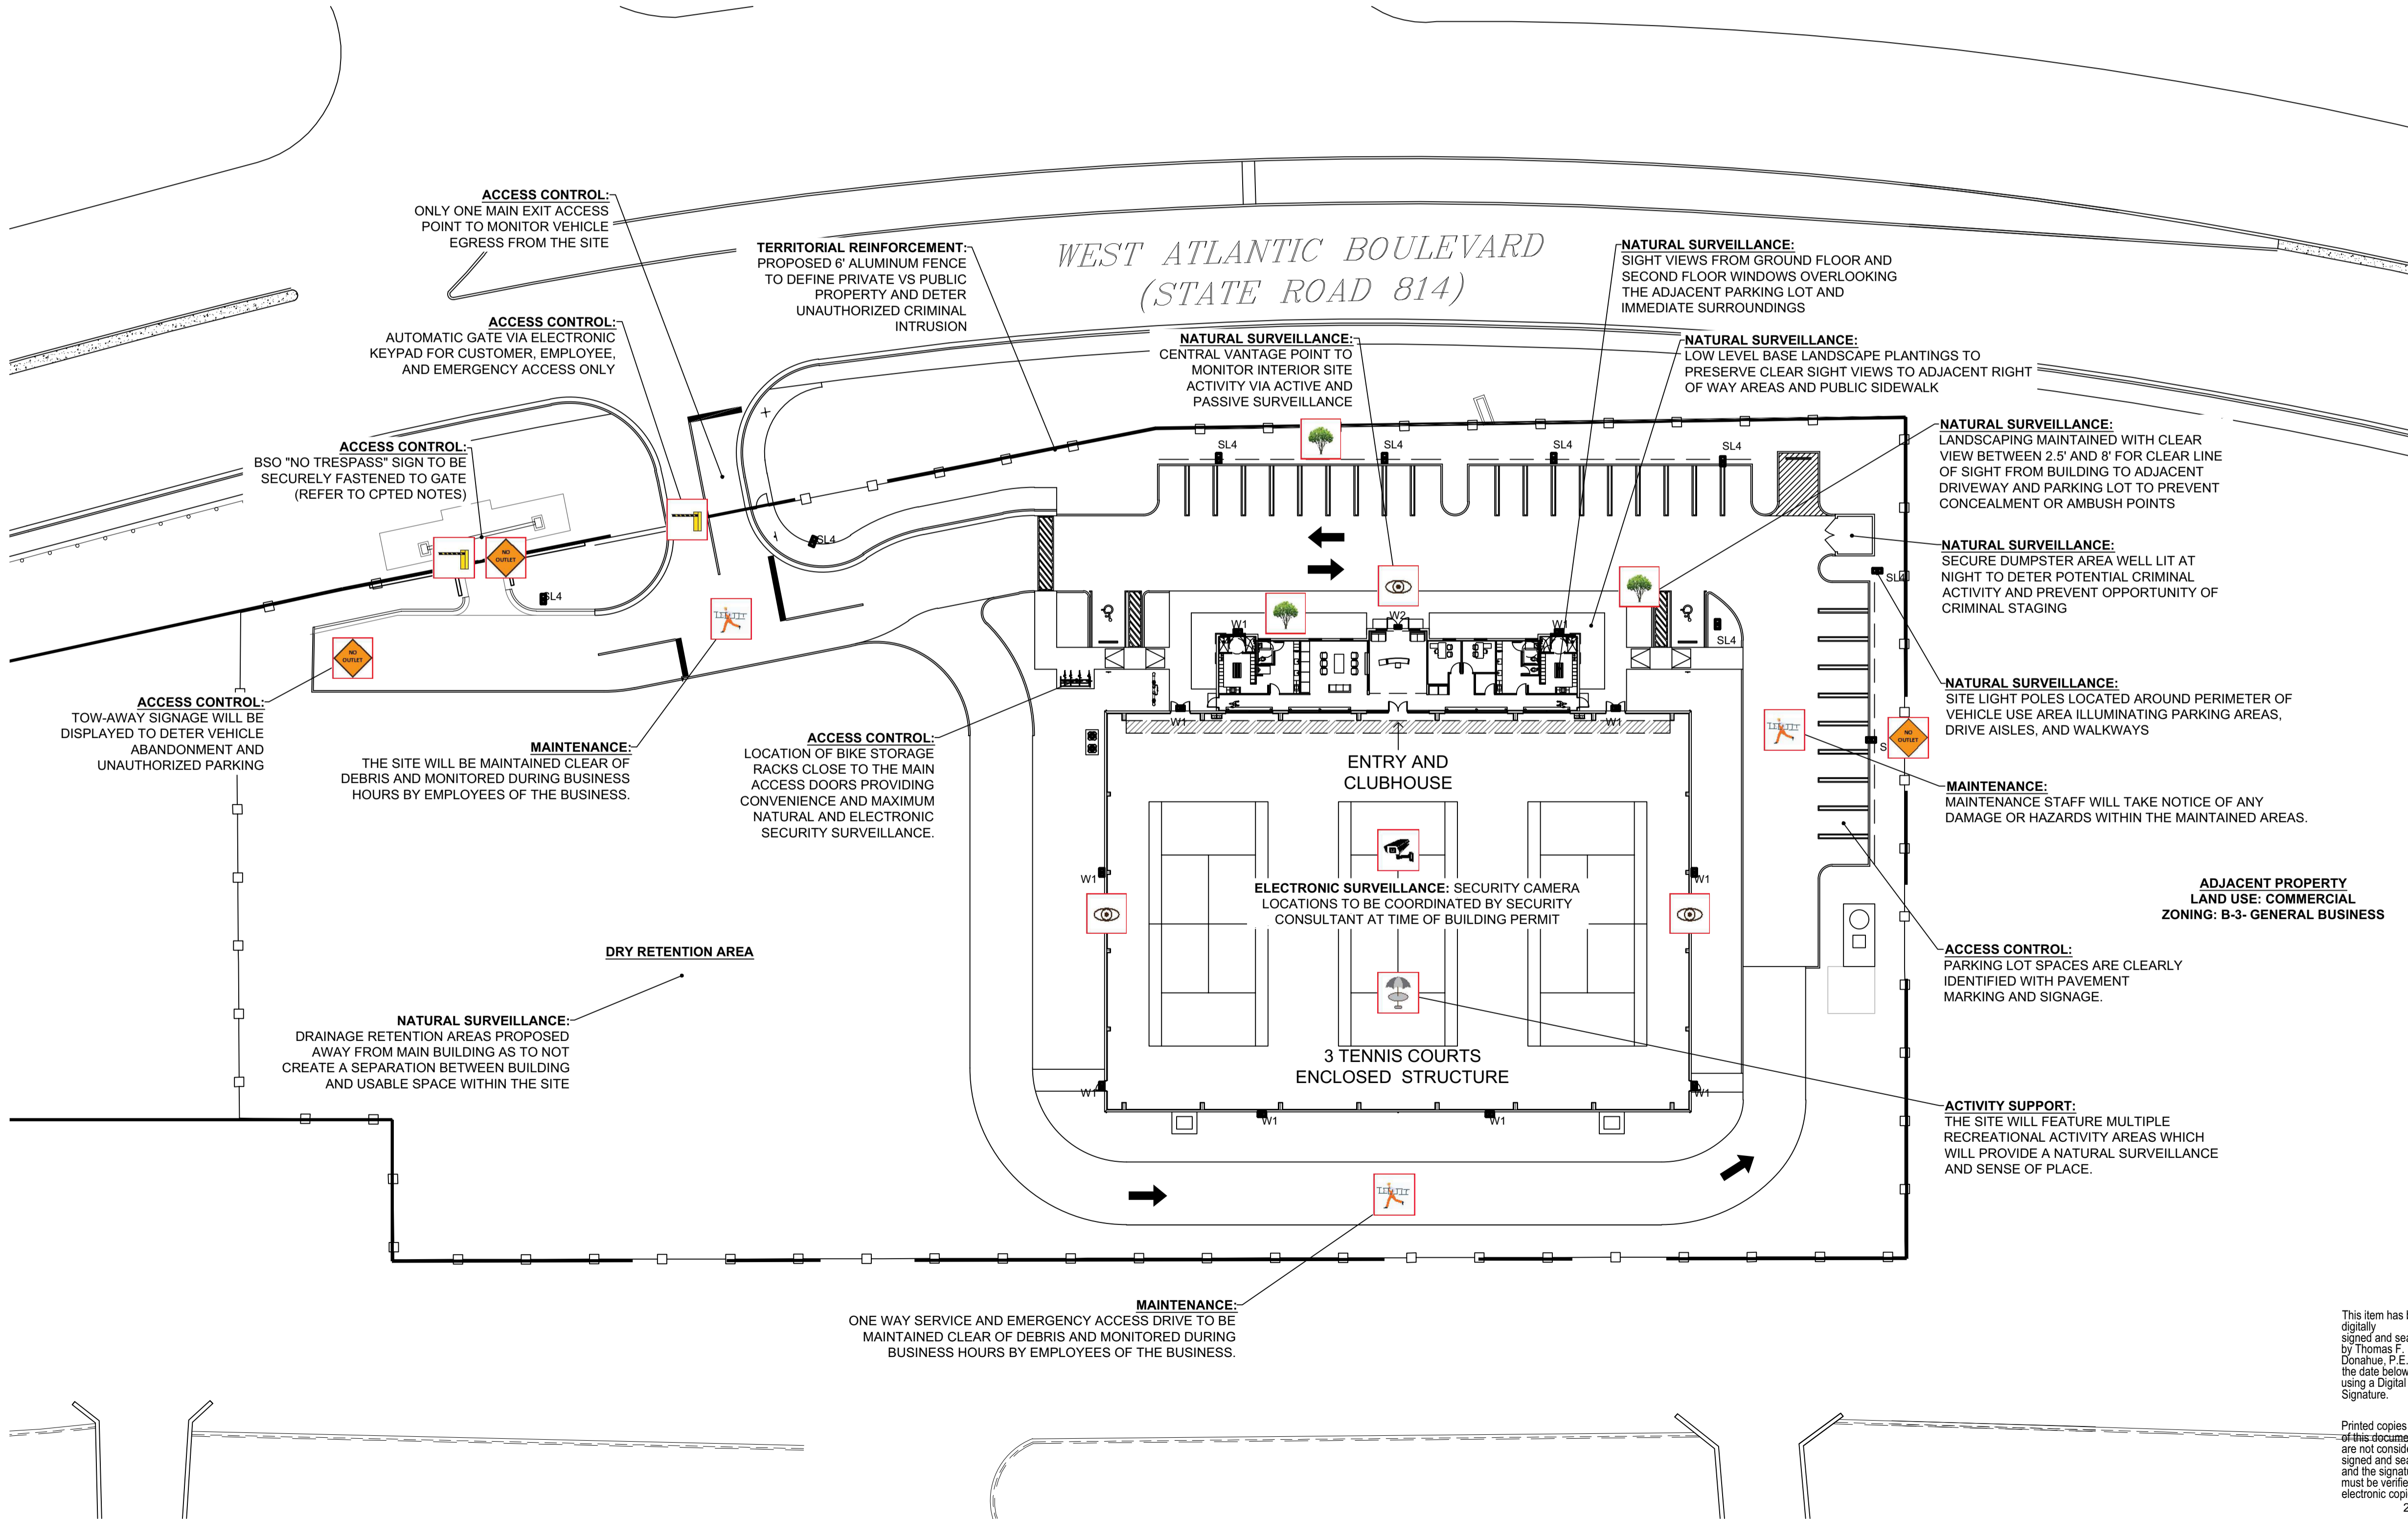 ACCESS CONTROL:
ONLY ONE MAIN EXIT ACCESS
POINT TO MONITOR VEHICLE
EGRESS FROM THE SITE
TERRITORIAL REINFORCEMENT:
PROPOSED 6' ALUMINUM FENCE
TO DEFINE PRIVATE VS PUBLIC
PROPERTY AND DETER
UNAUTHORIZED CRIMINAL
INTRUSION
WEST ATLANTIC BOULEVARD
(STATE ROAD 814)
NATURAL SURVEILLANCE:
SIGHT VIEWS FROM GROUND FLOOR AND
SECOND FLOOR WINDOWS OVERLOOKING
THE ADJACENT PARKING LOT AND
IMMEDIATE SURROUNDINGS
ACCESS CONTROL:
AUTOMATIC GATE VIA ELECTRONIC
KEYPAD FOR CUSTOMER, EMPLOYEE,
AND EMERGENCY ACCESS ONLY
NATURAL SURVEILLANCE:
CENTRAL VANTAGE POINT TO
MONITOR INTERIOR SITE
ACTIVITY VIA ACTIVE AND
PASSIVE SURVEILLANCE
NATURAL SURVEILLANCE:
LOW LEVEL BASE LANDSCAPE PLANTINGS TO
PRESERVE CLEAR SIGHT VIEWS TO ADJACENT RIGHT
OF WAY AREAS AND PUBLIC SIDEWALK
ACCESS CONTROL:
BSO "NO TRESPASS" SIGN TO BE
SECURELY FASTENED TO GATE
(REFER TO CPTED NOTES)
SL4
SL4
SL4
SL4
NATURAL SURVEILLANCE:
LANDSCAPING MAINTAINED WITH CLEAR
VIEW BETWEEN 2.5' AND 8' FOR CLEAR LINE
OF SIGHT FROM BUILDING TO ADJACENT
DRIVEWAY AND PARKING LOT TO PREVENT
CONCEALMENT OR AMBUSH POINTS
SL4
NO
OUTLET
SL4
NATURAL SURVEILLANCE:
SECURE DUMPSTER AREA WELL LIT AT
NIGHT TO DETER POTENTIAL CRIMINAL
ACTIVITY AND PREVENT OPPORTUNITY OF
CRIMINAL STAGING
SL4
W1
W2
W1
SL4
NO
OUTLET
ACCESS CONTROL:
TOW-AWAY SIGNAGE WILL BE
DISPLAYED TO DETER VEHICLE
ABANDONMENT AND
UNAUTHORIZED PARKING
W1
W1
NATURAL SURVEILLANCE:
SITE LIGHT POLES LOCATED AROUND PERIMETER OF
VEHICLE USE AREA ILLUMINATING PARKING AREAS,
DRIVE AISLES, AND WALKWAYS
S
NO
OUTLET
MAINTENANCE:
THE SITE WILL BE MAINTAINED CLEAR OF
DEBRIS AND MONITORED DURING BUSINESS
HOURS BY EMPLOYEES OF THE BUSINESS.
ACCESS CONTROL:
LOCATION OF BIKE STORAGE
RACKS CLOSE TO THE MAIN
ACCESS DOORS PROVIDING
CONVENIENCE AND MAXIMUM
NATURAL AND ELECTRONIC
SECURITY SURVEILLANCE.
ENTRY AND
CLUBHOUSE
MAINTENANCE:
MAINTENANCE STAFF WILL TAKE NOTICE OF ANY
DAMAGE OR HAZARDS WITHIN THE MAINTAINED AREAS.
W1
W1
ELECTRONIC SURVEILLANCE: SECURITY CAMERA
LOCATIONS TO BE COORDINATED BY SECURITY
CONSULTANT AT TIME OF BUILDING PERMIT
ADJACENT PROPERTY
LAND USE: COMMERCIAL
ZONING: B-3- GENERAL BUSINESS
DRY RETENTION AREA
ACCESS CONTROL:
PARKING LOT SPACES ARE CLEARLY
IDENTIFIED WITH PAVEMENT
MARKING AND SIGNAGE.
NATURAL SURVEILLANCE:
DRAINAGE RETENTION AREAS PROPOSED
AWAY FROM MAIN BUILDING AS TO NOT
CREATE A SEPARATION BETWEEN BUILDING
AND USABLE SPACE WITHIN THE SITE
3 TENNIS COURTS
ENCLOSED STRUCTURE
W1
W1
W1
W1
ACTIVITY SUPPORT:
THE SITE WILL FEATURE MULTIPLE
RECREATIONAL ACTIVITY AREAS WHICH
WILL PROVIDE A NATURAL SURVEILLANCE
AND SENSE OF PLACE.
MAINTENANCE:
ONE WAY SERVICE AND EMERGENCY ACCESS DRIVE TO BE
MAINTAINED CLEAR OF DEBRIS AND MONITORED DURING
BUSINESS HOURS BY EMPLOYEES OF THE BUSINESS.
This item has
digitally
signed and
by Thomas F.
Donahue, P.E.
the date below
using a Digital
Signature.
Printed copies
of this
are not
signed and
and the
must be
electronic
2